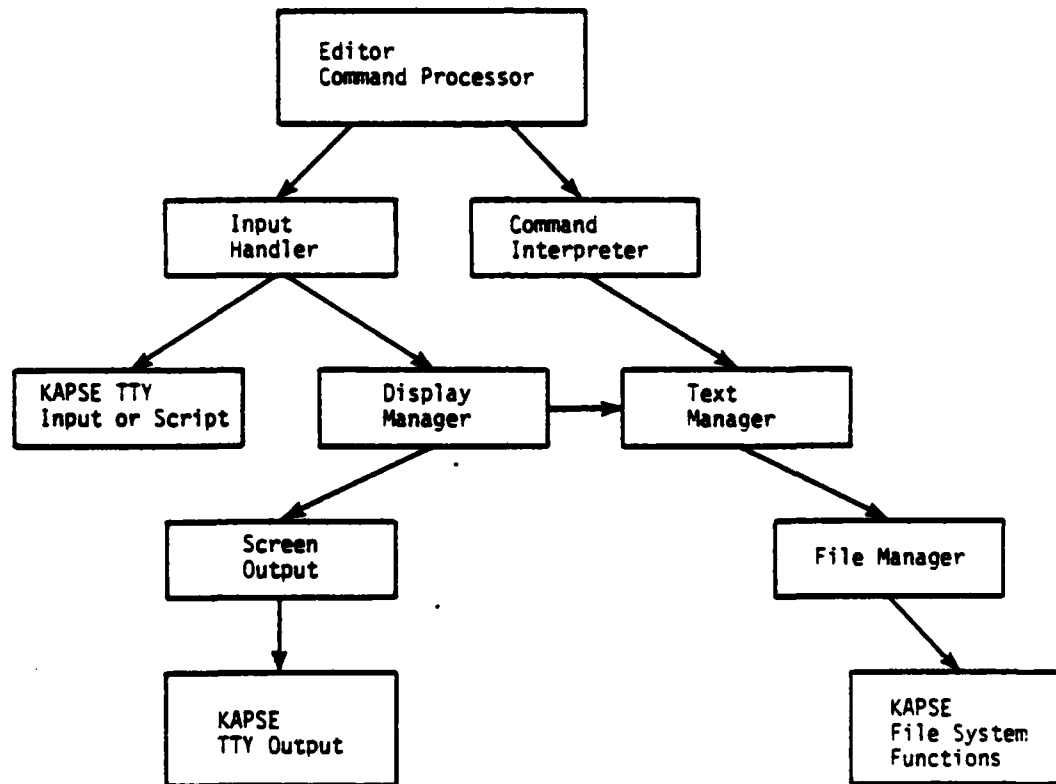 Editor
Command Processor
Input
Handler
Command
Interpreter
KAPSE TTY
Input or Script
Display
Manager
Text
Manager
Screen
Output
File Manager
KAPSE
TTY Output
KAPSE
File System
Functions